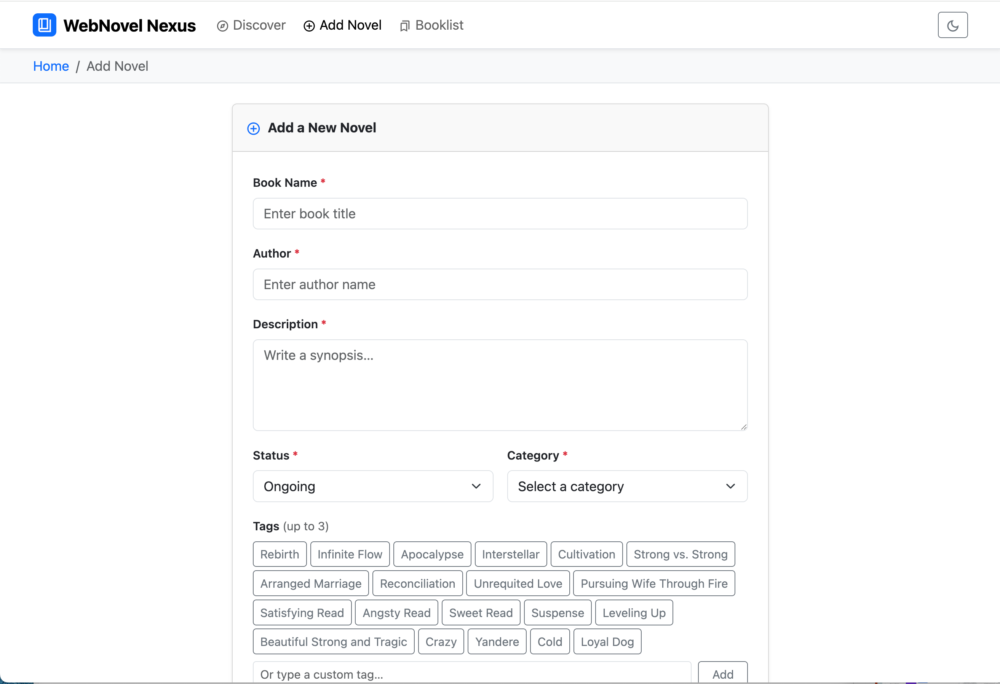 WebNovel Nexus Discover Add Novel Booklist
Home / Add Novel
Add a New Novel
Book Name *
Enter book title
Author *
Enter author name
Description *
Write a synopsis...
Status * Category *
Ongoing Select a category
Tags (up to 3)
Rebirth Infinite Flow Apocalypse Interstellar Cultivation Strong vs. Strong
Arranged Marriage Reconciliation Unrequited Love Pursuing Wife Through Fire
Satisfying Read Angsty Read Sweet Read Suspense Leveling Up
Beautiful Strong and Tragic Crazy Yandere Cold Loyal Dog
Or type a custom tag... Add